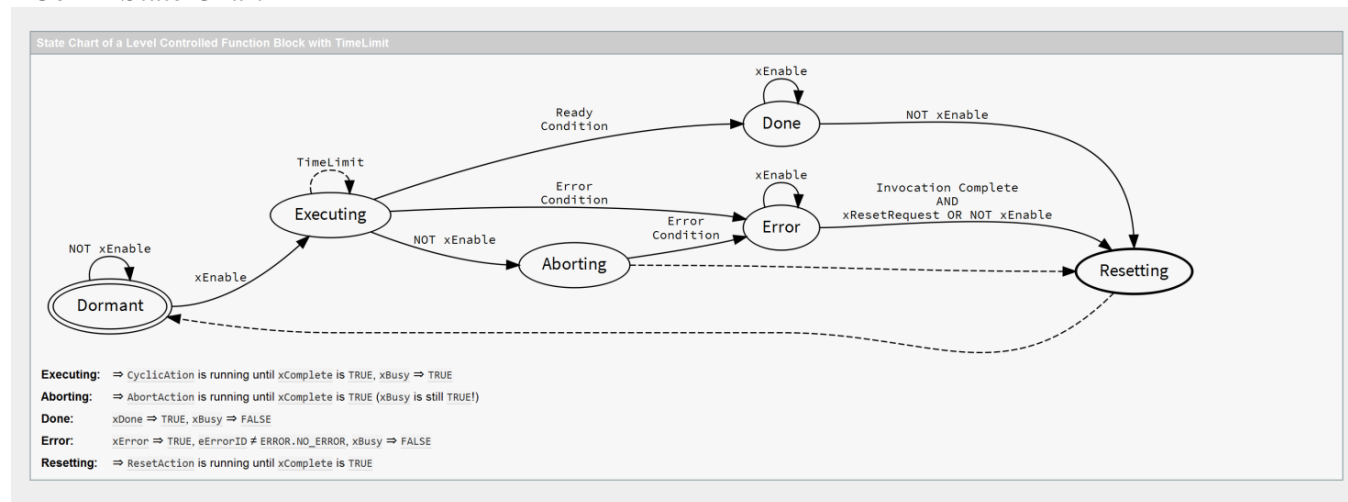 State Chart of a Level Controlled Function Block with TimeLimit
xEnable
Done
Ready
Condition
NOT xEnable
TimeLimit
Executing
Error
Condition
xEnable
Error
Invocation Complete
AND
xResetRequest OR NOT xEnable
NOT xEnable
Error
Condition
Aborting
Resetting
NOT xEnable
Dormant
xEnable
Executing: ⇒ CyclicAtion is running until xComplete is TRUE, xBusy ⇒ TRUE
Aborting: ⇒ AbortAction is running until xComplete is TRUE (xBusy is still TRUE!)
Done: xDone ⇒ TRUE, xBusy ⇒ FALSE
Error: xError ⇒ TRUE, eErrorID ≠ ERROR.NO_ERROR, xBusy ⇒ FALSE
Resetting: ⇒ ResetAction is running until xComplete is TRUE